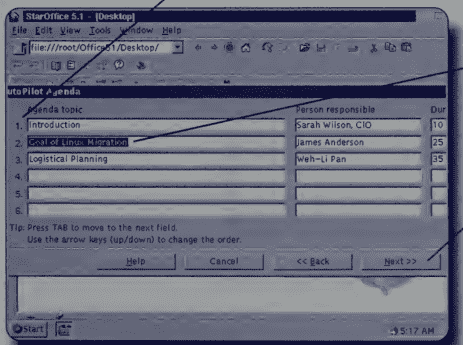 StarOffice 5.1 - [Desktop]
File Edit View Tools Window Help
file:///root/Office51/Desktop/
AutoPilot Agenda
Agenda topic Person responsible Dur
1. Introduction Sarah Wilson, CIO 10
2. Goal of Linux Migration James Anderson 25
3. Logistical Planning Weh-Li Pan 35
4.
5.
6.
Tip: Press TAB to move to the next field.
Use the arrow keys (up/down) to change the order.
Help Cancel << Back Next >>
Start 5:17 AM